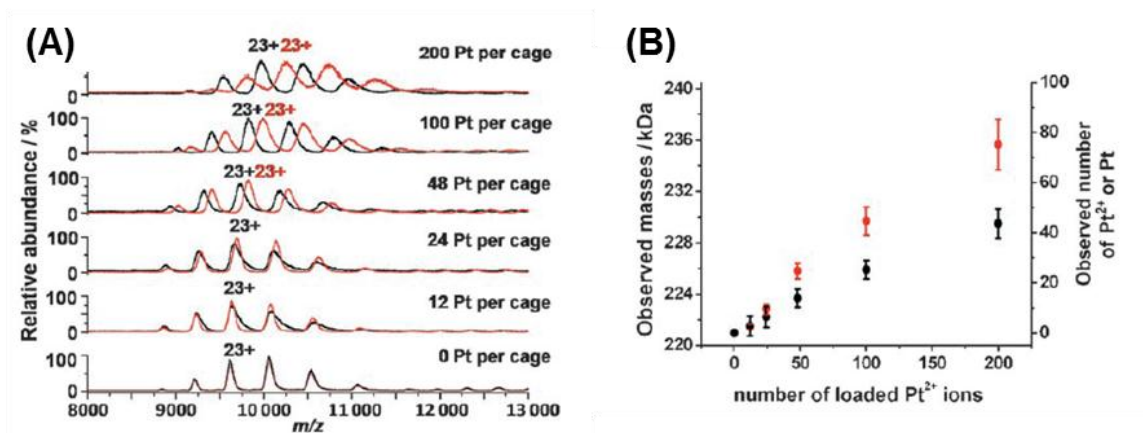 (A)
23+ 23+
200 Pt per cage
0
23+ 23+
100 Pt per cage
100
0
23+ 23+
48 Pt per cage
100
0
23+
24 Pt per cage
100
0
23+
12 Pt per cage
100
0
23+
0 Pt per cage
100
0
Relative abundance / %
8000 9000 10 000 11 000 12 000 13 000
m/z
(B)
240
236
232
228
224
220
Observed masses / kDa
100
80
60
40
20
0
Observed number
of Pt²⁺ or Pt
0 50 100 150 200
number of loaded Pt²⁺ ions